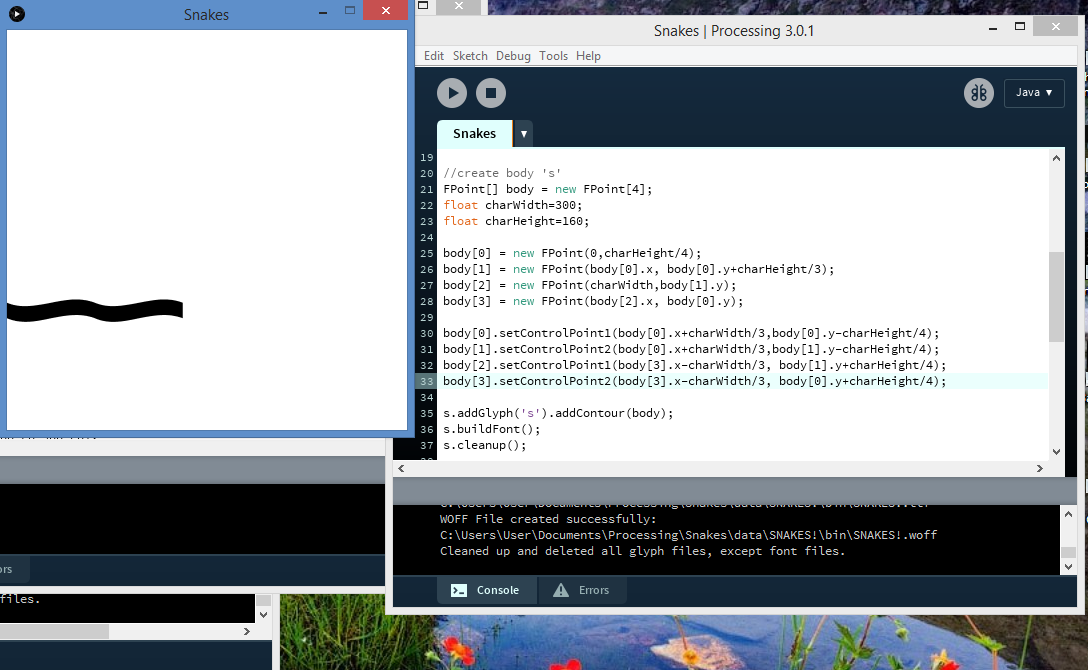 Snakes
Snakes | Processing 3.0.1
Edit Sketch Debug Tools Help
Java ▼
Snakes ▼
19
20 //create body 's'
21 FPoint[] body = new FPoint[4];
22 float charWidth=300;
23 float charHeight=160;
24
25 body[0] = new FPoint(0,charHeight/4);
26 body[1] = new FPoint(body[0].x, body[0].y+charHeight/3);
27 body[2] = new FPoint(charWidth,body[1].y);
28 body[3] = new FPoint(body[2].x, body[0].y);
29
30 body[0].setControlPoint1(body[0].x+charWidth/3,body[0].y-charHeight/4);
31 body[1].setControlPoint2(body[0].x+charWidth/3,body[1].y-charHeight/4);
32 body[2].setControlPoint1(body[3].x-charWidth/3, body[1].y+charHeight/4);
33 body[3].setControlPoint2(body[3].x-charWidth/3, body[0].y+charHeight/4);
34
35 s.addGlyph('s').addContour(body);
36 s.buildFont();
37 s.cleanup();
WOFF File created successfully:
C:\Users\User\Documents\Processing\Snakes\data\SNAKES!\bin\SNAKES!.woff
Cleaned up and deleted all glyph files, except font files.
Console Errors
ors
files.